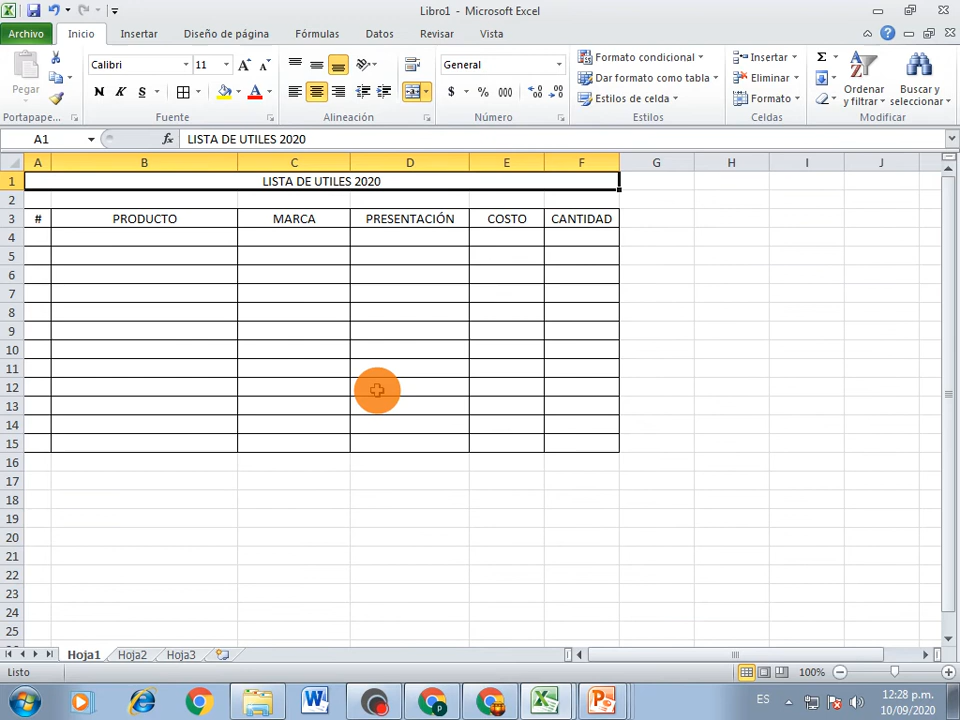 Libro1 - Microsoft Excel
Archivo Inicio Insertar Diseño de página Fórmulas Datos Revisar Vista
Calibri 11 General
Pegar
N K S
$ % 000
Formato condicional
Dar formato como tabla
Estilos de celda
Insertar
Eliminar
Formato
Σ
Ordenar y filtrar
Buscar y seleccionar
Portapape... Fuente Alineación Número Estilos Celdas Modificar
A1 fx LISTA DE UTILES 2020
A B C D E F G H I J
1 LISTA DE UTILES 2020
2
3 # PRODUCTO MARCA PRESENTACIÓN COSTO CANTIDAD
4
5
6
7
8
9
10
11
12
13
14
15
16
17
18
19
20
21
22
23
24
25
Hoja1 Hoja2 Hoja3
Listo 100%
ES 12:28 p.m.
10/09/2020